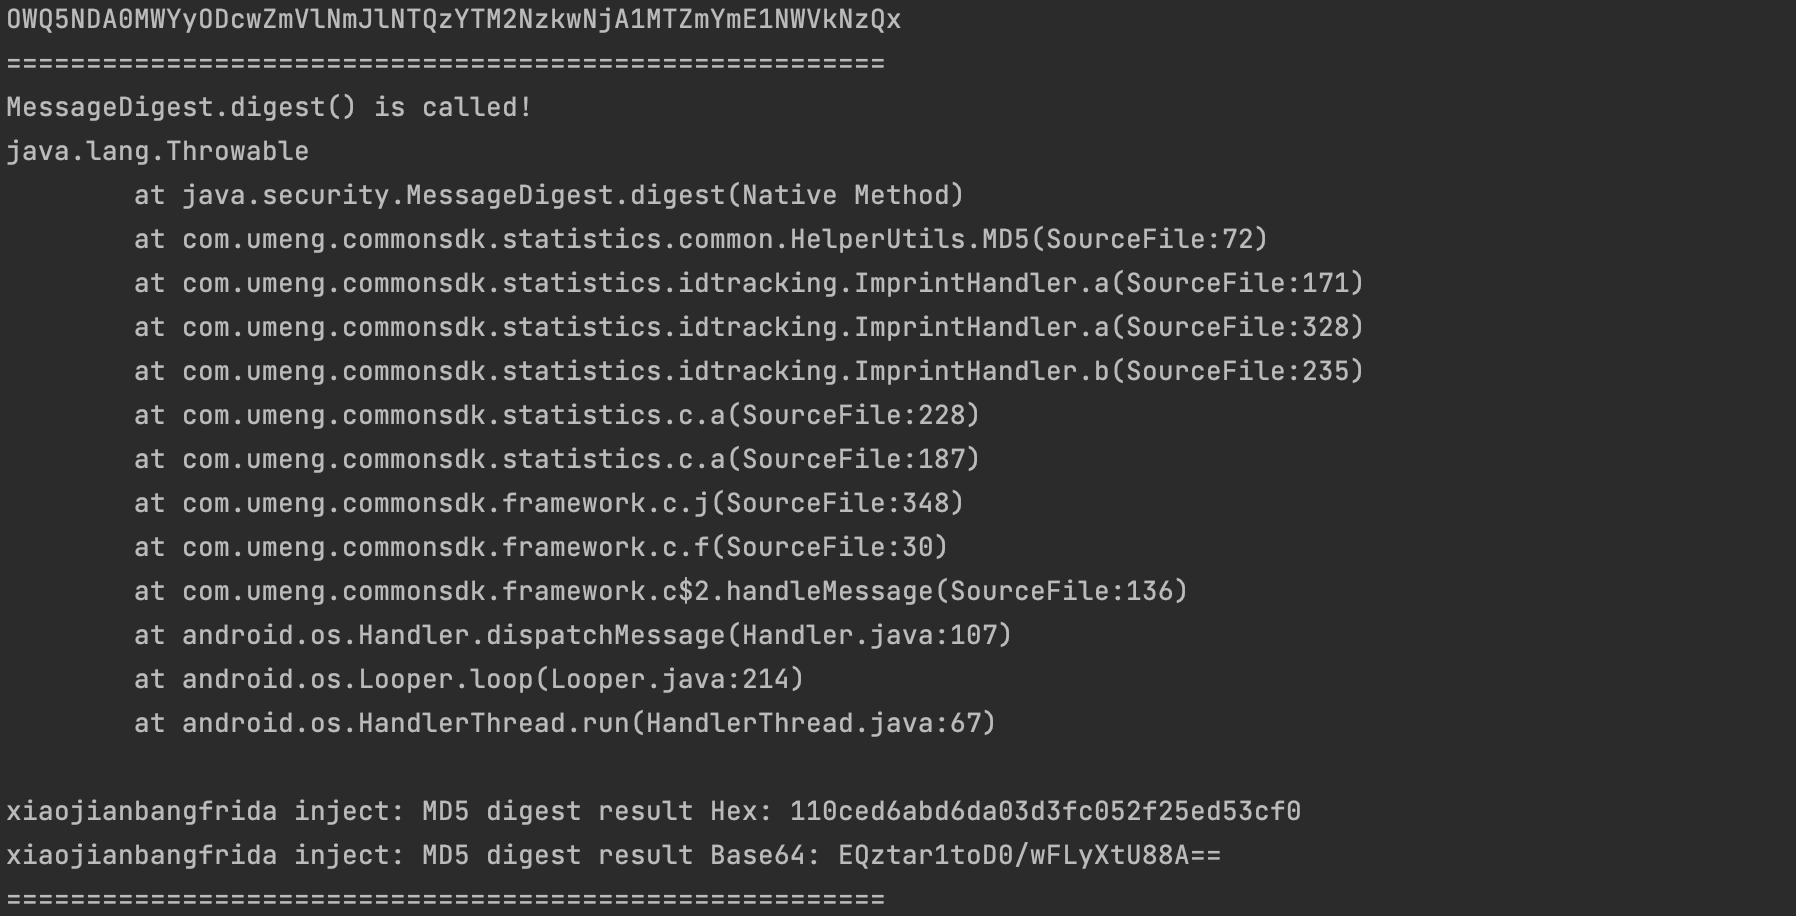 OWQ5NDA0MWYyODcwZmVlNmJlNTQzYTM2NzkwNjA1MTZmYmE1NWVkNzQx
=======================================================
MessageDigest.digest() is called!
java.lang.Throwable
        at java.security.MessageDigest.digest(Native Method)
        at com.umeng.commonsdk.statistics.common.HelperUtils.MD5(SourceFile:72)
        at com.umeng.commonsdk.statistics.idtracking.ImprintHandler.a(SourceFile:171)
        at com.umeng.commonsdk.statistics.idtracking.ImprintHandler.a(SourceFile:328)
        at com.umeng.commonsdk.statistics.idtracking.ImprintHandler.b(SourceFile:235)
        at com.umeng.commonsdk.statistics.c.a(SourceFile:228)
        at com.umeng.commonsdk.statistics.c.a(SourceFile:187)
        at com.umeng.commonsdk.framework.c.j(SourceFile:348)
        at com.umeng.commonsdk.framework.c.f(SourceFile:30)
        at com.umeng.commonsdk.framework.c$2.handleMessage(SourceFile:136)
        at android.os.Handler.dispatchMessage(Handler.java:107)
        at android.os.Looper.loop(Looper.java:214)
        at android.os.HandlerThread.run(HandlerThread.java:67)
xiaojianbangfrida inject: MD5 digest result Hex: 110ced6abd6da03d3fc052f25ed53cf0
xiaojianbangfrida inject: MD5 digest result Base64: EQztar1toD0/wFLyXtU88A==
=======================================================